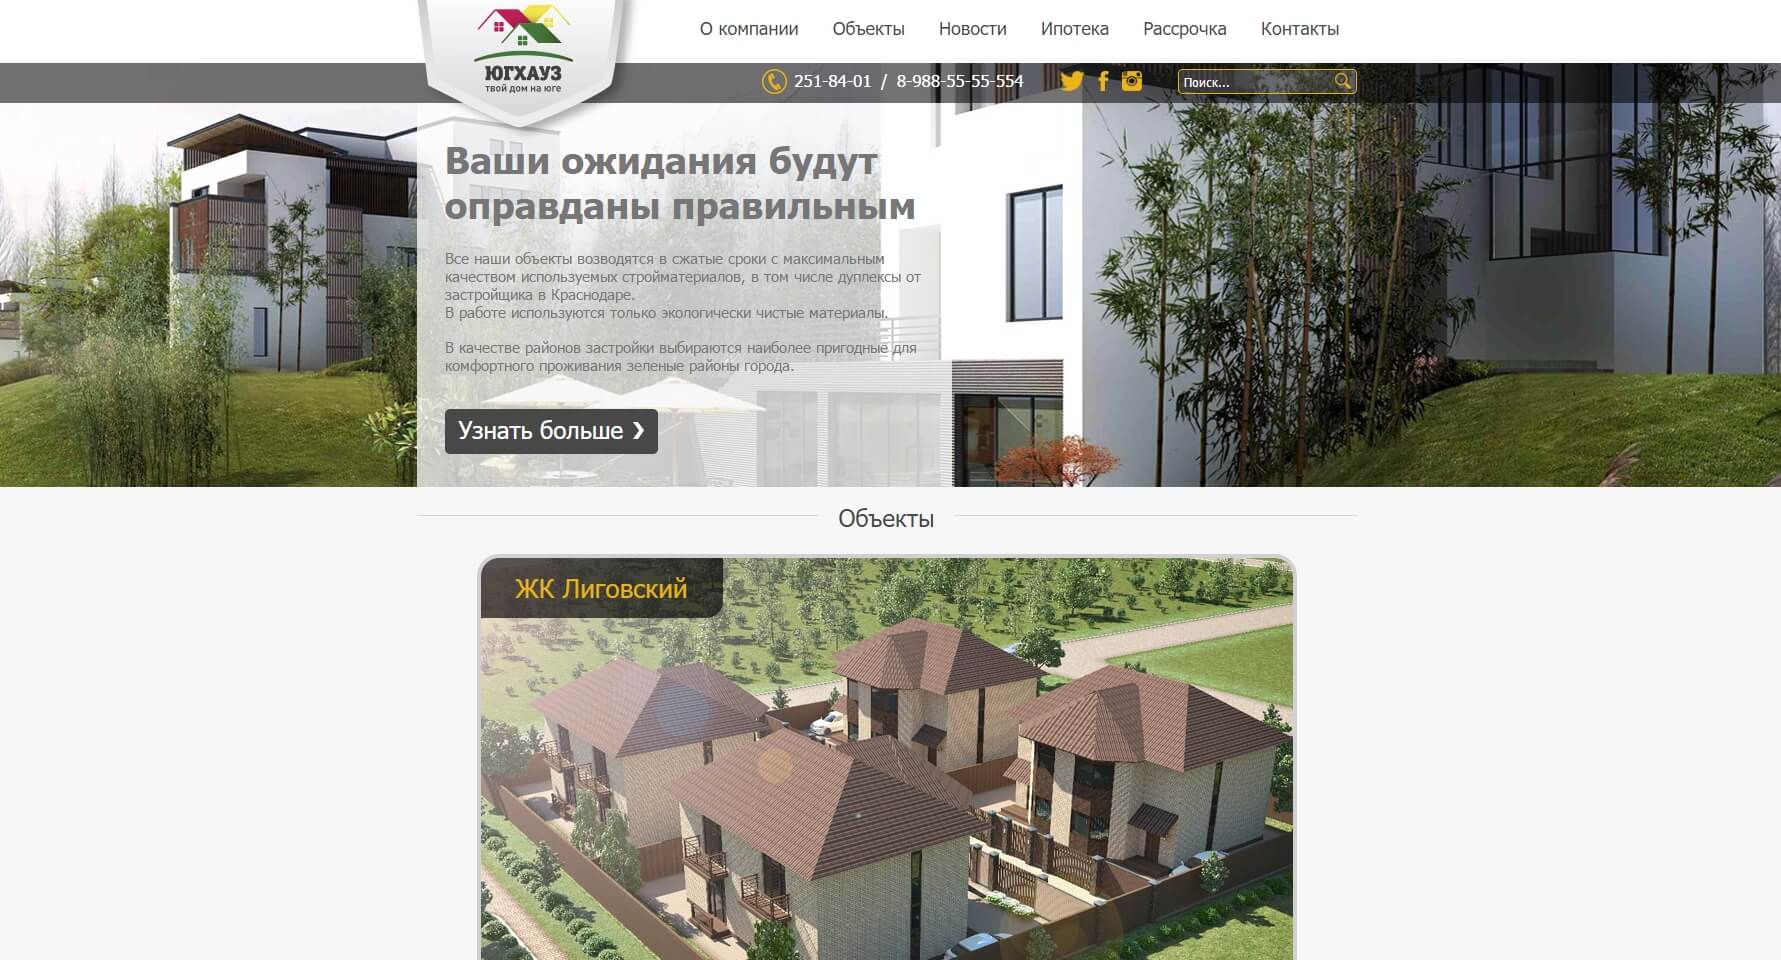 О компании Объекты Новости Ипотека Рассрочка Контакты
ЮГХАУЗ
твой дом на юге
251-84-01 / 8-988-55-55-554
Поиск...
Ваши ожидания будут
оправданы правильным
Все наши объекты возводятся в сжатые сроки с максимальным
качеством используемых стройматериалов, в том числе дуплексы от
застройщика в Краснодаре.
В работе используются только экологически чистые материалы.
В качестве районов застройки выбираются наиболее пригодные для
комфортного проживания зеленые районы города.
Узнать больше ❯
Объекты
ЖК Лиговский